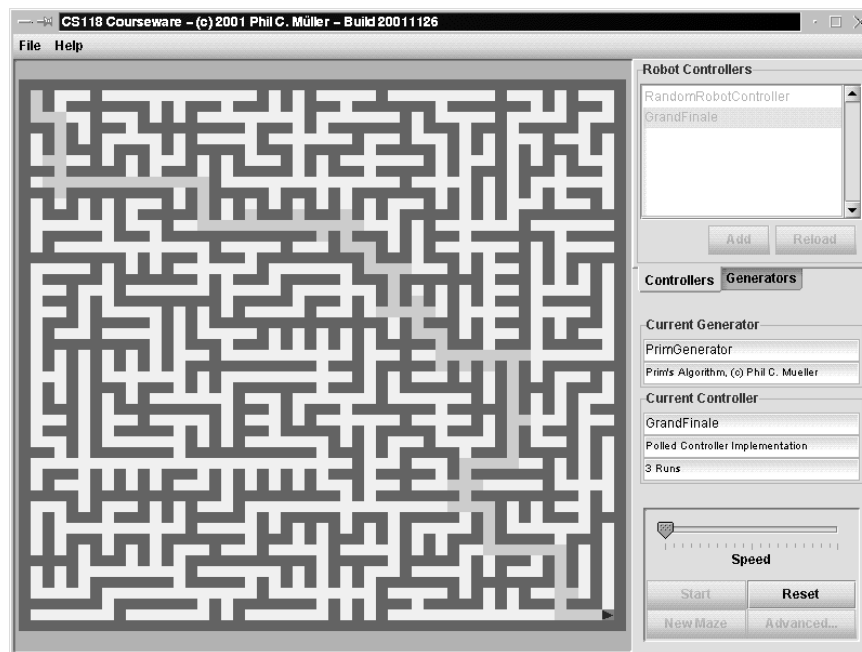 CS118 Courseware – (c) 2001 Phil C. Müller – Build 20011126
File Help
Robot Controllers
RandomRobotController
GrandFinale
Add Reload
Controllers Generators
Current Generator
PrimGenerator
Prim's Algorithm, (c) Phil C. Mueller
Current Controller
GrandFinale
Polled Controller Implementation
3 Runs
Speed
Start Reset
New Maze Advanced...